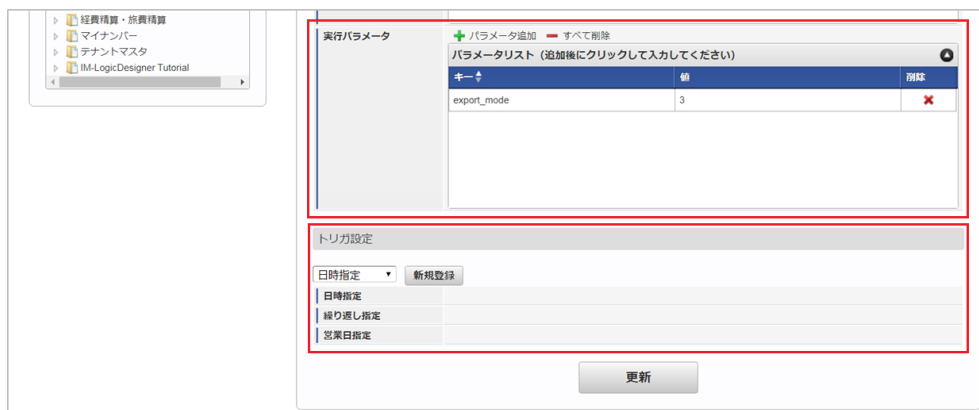 経費精算・旅費精算
マイナンバー
テナントマスタ
IM-LogicDesigner Tutorial
実行パラメータ
パラメータ追加 すべて削除
パラメータリスト（追加後にクリックして入力してください）
キー 値 削除
export_mode 3
トリガ設定
日時指定 新規登録
日時指定
繰り返し指定
営業日指定
更新